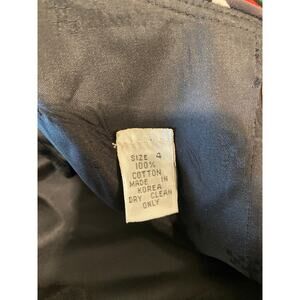 SIZE 4
100%
COTTON
MADE IN
KOREA
DRY CLEAN
ONLY